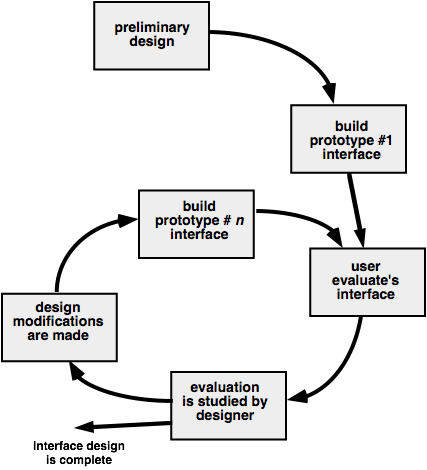 preliminary
design
build
prototype #1
interface
build
prototype # n
interface
user
evaluate's
interface
design
modifications
are made
evaluation
is studied by
designer
Interface design
is complete